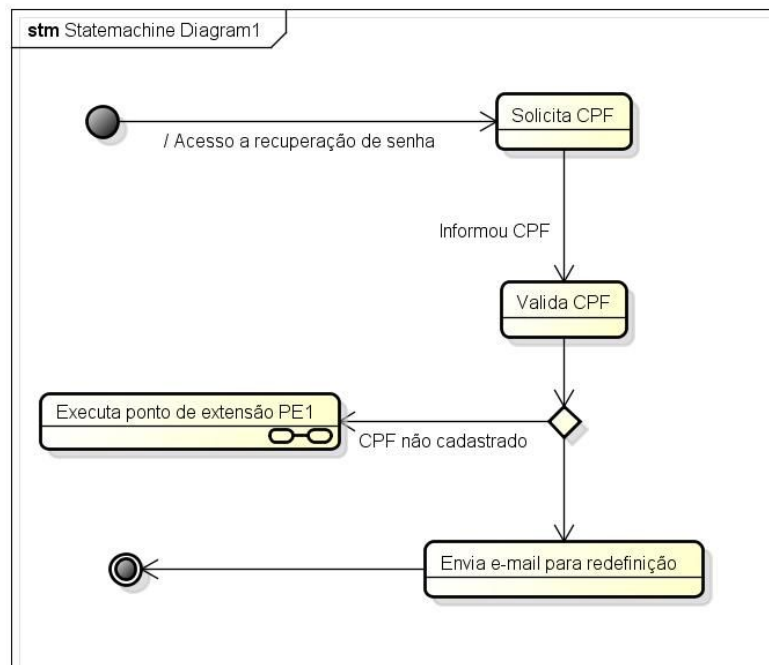 stm Statemachine Diagram1
Solicita CPF
/ Acesso a recuperação de senha
Informou CPF
Valida CPF
Executa ponto de extensão PE1
CPF não cadastrado
Envia e-mail para redefinição